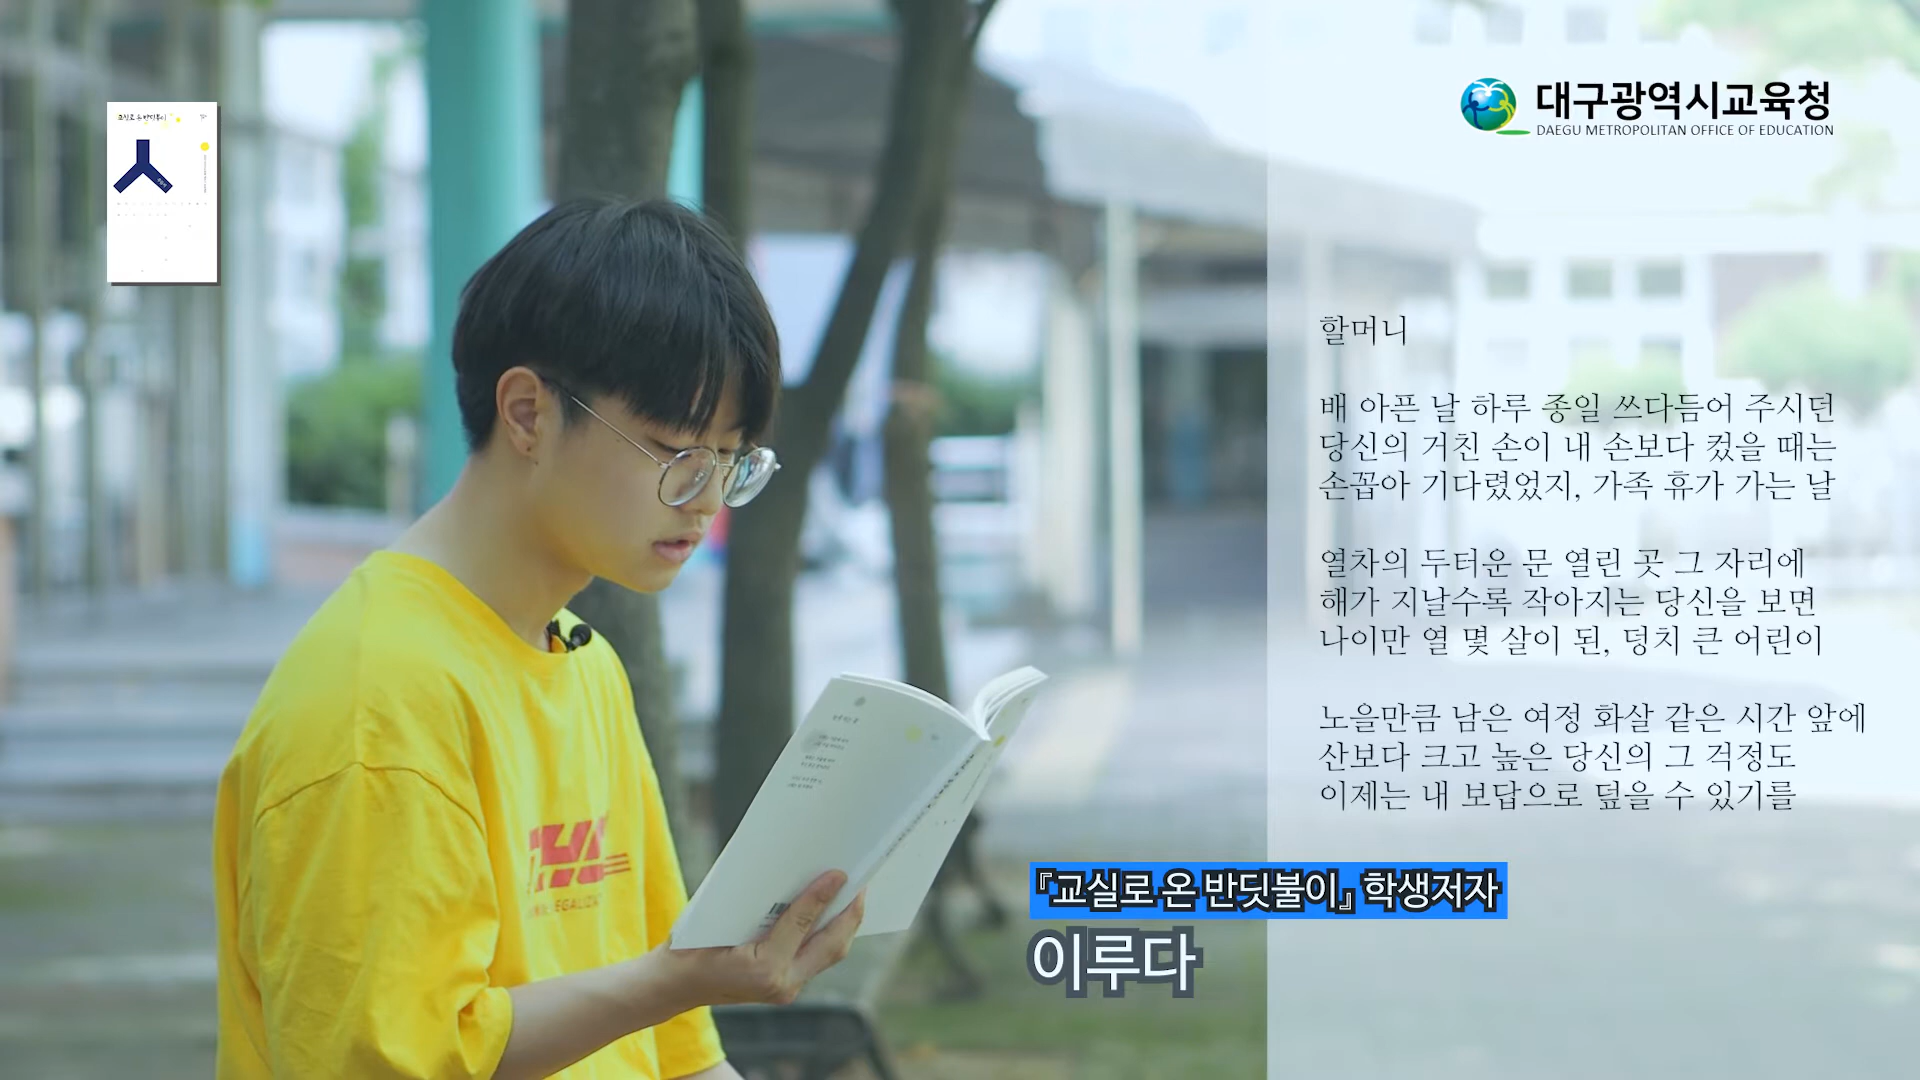 교실로 온 반딧불이
대구광역시교육청
DAEGU METROPOLITAN OFFICE OF EDUCATION
할머니
배 아픈 날 하루 종일 쓰다듬어 주시던
당신의 거친 손이 내 손보다 컸을 때는
손꼽아 기다렸었지, 가족 휴가 가는 날
열차의 두터운 문 열린 곳 그 자리에
해가 지날수록 작아지는 당신을 보면
나이만 열 몇 살이 된, 덩치 큰 어린이
노을만큼 남은 여정 화살 같은 시간 앞에
산보다 크고 높은 당신의 그 걱정도
이제는 내 보답으로 덮을 수 있기를
『교실로 온 반딧불이』 학생저자
이루다